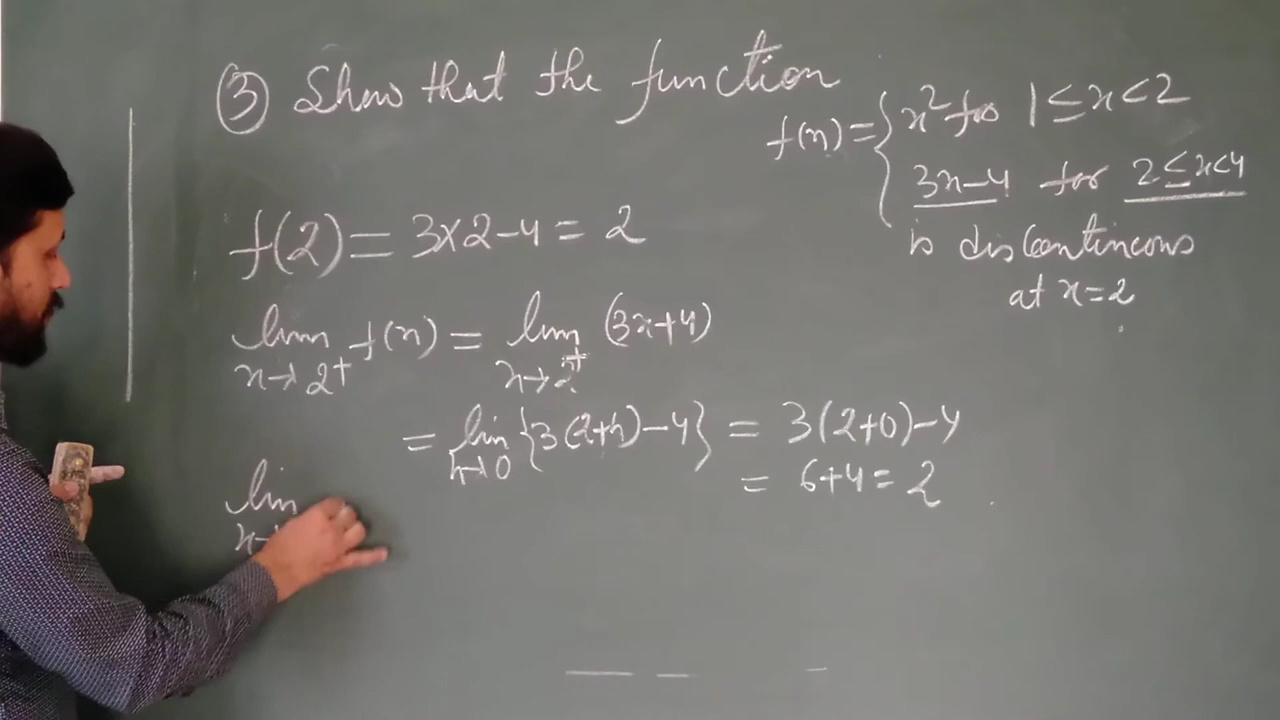 ③ Show that the function
f(x) = { x² for 1 ≤ x < 2
3x-4 for 2 ≤ x < 4
is discontincous
at x = 2
f(2) = 3×2-4 = 2
lim f(x) = lim (3x+4)
x→2⁺ x→2⁺
= lim {3(2+h)-4} = 3(2+0)-4
h→0
= 6+4 = 2
lim
x→